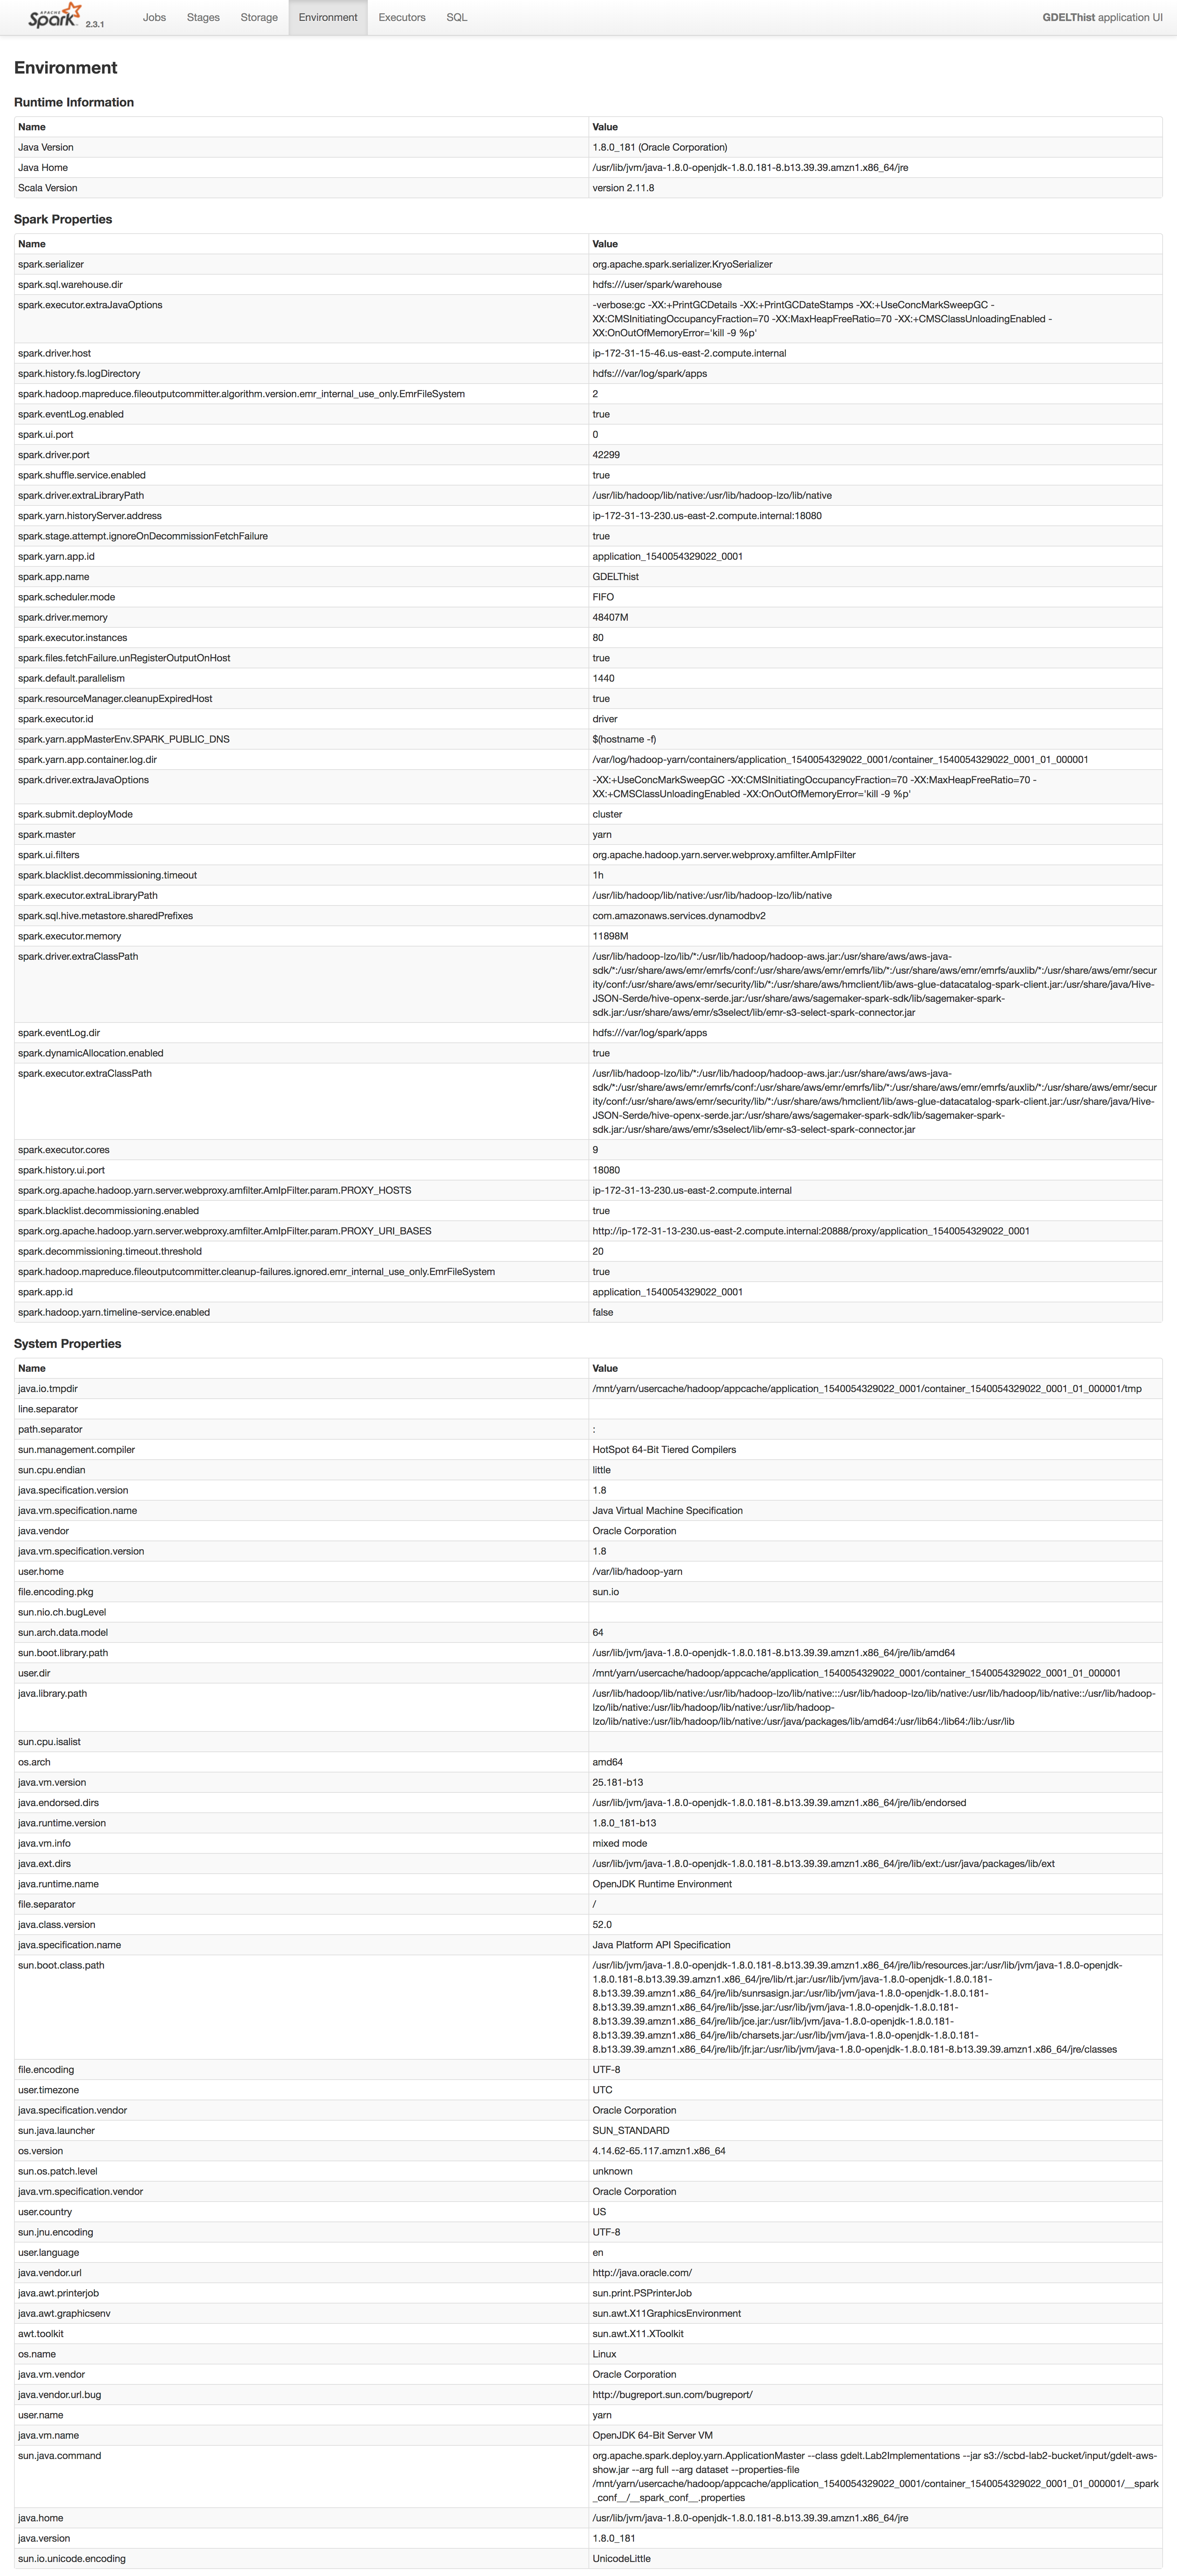 APACHE
Spark 2.3.1 Jobs Stages Storage Environment Executors SQL GDELThist application UI
Environment
Runtime Information
Name Value
Java Version 1.8.0_181 (Oracle Corporation)
Java Home /usr/lib/jvm/java-1.8.0-openjdk-1.8.0.181-8.b13.39.39.amzn1.x86_64/jre
Scala Version version 2.11.8
Spark Properties
Name Value
spark.serializer org.apache.spark.serializer.KryoSerializer
spark.sql.warehouse.dir hdfs:///user/spark/warehouse
spark.executor.extraJavaOptions -verbose:gc -XX:+PrintGCDetails -XX:+PrintGCDateStamps -XX:+UseConcMarkSweepGC -
XX:CMSInitiatingOccupancyFraction=70 -XX:MaxHeapFreeRatio=70 -XX:+CMSClassUnloadingEnabled -
XX:OnOutOfMemoryError='kill -9 %p'
spark.driver.host ip-172-31-15-46.us-east-2.compute.internal
spark.history.fs.logDirectory hdfs:///var/log/spark/apps
spark.hadoop.mapreduce.fileoutputcommitter.algorithm.version.emr_internal_use_only.EmrFileSystem 2
spark.eventLog.enabled true
spark.ui.port 0
spark.driver.port 42299
spark.shuffle.service.enabled true
spark.driver.extraLibraryPath /usr/lib/hadoop/lib/native:/usr/lib/hadoop-lzo/lib/native
spark.yarn.historyServer.address ip-172-31-13-230.us-east-2.compute.internal:18080
spark.stage.attempt.ignoreOnDecommissionFetchFailure true
spark.yarn.app.id application_1540054329022_0001
spark.app.name GDELThist
spark.scheduler.mode FIFO
spark.driver.memory 48407M
spark.executor.instances 80
spark.files.fetchFailure.unRegisterOutputOnHost true
spark.default.parallelism 1440
spark.resourceManager.cleanupExpiredHost true
spark.executor.id driver
spark.yarn.appMasterEnv.SPARK_PUBLIC_DNS $(hostname -f)
spark.yarn.app.container.log.dir /var/log/hadoop-yarn/containers/application_1540054329022_0001/container_1540054329022_0001_01_000001
spark.driver.extraJavaOptions -XX:+UseConcMarkSweepGC -XX:CMSInitiatingOccupancyFraction=70 -XX:MaxHeapFreeRatio=70 -
XX:+CMSClassUnloadingEnabled -XX:OnOutOfMemoryError='kill -9 %p'
spark.submit.deployMode cluster
spark.master yarn
spark.ui.filters org.apache.hadoop.yarn.server.webproxy.amfilter.AmIpFilter
spark.blacklist.decommissioning.timeout 1h
spark.executor.extraLibraryPath /usr/lib/hadoop/lib/native:/usr/lib/hadoop-lzo/lib/native
spark.sql.hive.metastore.sharedPrefixes com.amazonaws.services.dynamodbv2
spark.executor.memory 11898M
spark.driver.extraClassPath /usr/lib/hadoop-lzo/lib/*:/usr/lib/hadoop/hadoop-aws.jar:/usr/share/aws/aws-java-
sdk/*:/usr/share/aws/emr/emrfs/conf:/usr/share/aws/emr/emrfs/lib/*:/usr/share/aws/emr/emrfs/auxlib/*:/usr/share/aws/emr/secur
ity/conf:/usr/share/aws/emr/security/lib/*:/usr/share/aws/hmclient/lib/aws-glue-datacatalog-spark-client.jar:/usr/share/java/Hive-
JSON-Serde/hive-openx-serde.jar:/usr/share/aws/sagemaker-spark-sdk/lib/sagemaker-spark-
sdk.jar:/usr/share/aws/emr/s3select/lib/emr-s3-select-spark-connector.jar
spark.eventLog.dir hdfs:///var/log/spark/apps
spark.dynamicAllocation.enabled true
spark.executor.extraClassPath /usr/lib/hadoop-lzo/lib/*:/usr/lib/hadoop/hadoop-aws.jar:/usr/share/aws/aws-java-
sdk/*:/usr/share/aws/emr/emrfs/conf:/usr/share/aws/emr/emrfs/lib/*:/usr/share/aws/emr/emrfs/auxlib/*:/usr/share/aws/emr/secur
ity/conf:/usr/share/aws/emr/security/lib/*:/usr/share/aws/hmclient/lib/aws-glue-datacatalog-spark-client.jar:/usr/share/java/Hive-
JSON-Serde/hive-openx-serde.jar:/usr/share/aws/sagemaker-spark-sdk/lib/sagemaker-spark-
sdk.jar:/usr/share/aws/emr/s3select/lib/emr-s3-select-spark-connector.jar
spark.executor.cores 9
spark.history.ui.port 18080
spark.org.apache.hadoop.yarn.server.webproxy.amfilter.AmIpFilter.param.PROXY_HOSTS ip-172-31-13-230.us-east-2.compute.internal
spark.blacklist.decommissioning.enabled true
spark.org.apache.hadoop.yarn.server.webproxy.amfilter.AmIpFilter.param.PROXY_URI_BASES http://ip-172-31-13-230.us-east-2.compute.internal:20888/proxy/application_1540054329022_0001
spark.decommissioning.timeout.threshold 20
spark.hadoop.mapreduce.fileoutputcommitter.cleanup-failures.ignored.emr_internal_use_only.EmrFileSystem true
spark.app.id application_1540054329022_0001
spark.hadoop.yarn.timeline-service.enabled false
System Properties
Name Value
java.io.tmpdir /mnt/yarn/usercache/hadoop/appcache/application_1540054329022_0001/container_1540054329022_0001_01_000001/tmp
line.separator
path.separator :
sun.management.compiler HotSpot 64-Bit Tiered Compilers
sun.cpu.endian little
java.specification.version 1.8
java.vm.specification.name Java Virtual Machine Specification
java.vendor Oracle Corporation
java.vm.specification.version 1.8
user.home /var/lib/hadoop-yarn
file.encoding.pkg sun.io
sun.nio.ch.bugLevel
sun.arch.data.model 64
sun.boot.library.path /usr/lib/jvm/java-1.8.0-openjdk-1.8.0.181-8.b13.39.39.amzn1.x86_64/jre/lib/amd64
user.dir /mnt/yarn/usercache/hadoop/appcache/application_1540054329022_0001/container_1540054329022_0001_01_000001
java.library.path /usr/lib/hadoop/lib/native:/usr/lib/hadoop-lzo/lib/native:::/usr/lib/hadoop-lzo/lib/native:/usr/lib/hadoop/lib/native::/usr/lib/hadoop-
lzo/lib/native:/usr/lib/hadoop/lib/native:/usr/lib/hadoop-
lzo/lib/native:/usr/lib/hadoop/lib/native:/usr/java/packages/lib/amd64:/usr/lib64:/lib64:/lib:/usr/lib
sun.cpu.isalist
os.arch amd64
java.vm.version 25.181-b13
java.endorsed.dirs /usr/lib/jvm/java-1.8.0-openjdk-1.8.0.181-8.b13.39.39.amzn1.x86_64/jre/lib/endorsed
java.runtime.version 1.8.0_181-b13
java.vm.info mixed mode
java.ext.dirs /usr/lib/jvm/java-1.8.0-openjdk-1.8.0.181-8.b13.39.39.amzn1.x86_64/jre/lib/ext:/usr/java/packages/lib/ext
java.runtime.name OpenJDK Runtime Environment
file.separator /
java.class.version 52.0
java.specification.name Java Platform API Specification
sun.boot.class.path /usr/lib/jvm/java-1.8.0-openjdk-1.8.0.181-8.b13.39.39.amzn1.x86_64/jre/lib/resources.jar:/usr/lib/jvm/java-1.8.0-openjdk-
1.8.0.181-8.b13.39.39.amzn1.x86_64/jre/lib/rt.jar:/usr/lib/jvm/java-1.8.0-openjdk-1.8.0.181-
8.b13.39.39.amzn1.x86_64/jre/lib/sunrsasign.jar:/usr/lib/jvm/java-1.8.0-openjdk-1.8.0.181-
8.b13.39.39.amzn1.x86_64/jre/lib/jsse.jar:/usr/lib/jvm/java-1.8.0-openjdk-1.8.0.181-
8.b13.39.39.amzn1.x86_64/jre/lib/jce.jar:/usr/lib/jvm/java-1.8.0-openjdk-1.8.0.181-
8.b13.39.39.amzn1.x86_64/jre/lib/charsets.jar:/usr/lib/jvm/java-1.8.0-openjdk-1.8.0.181-
8.b13.39.39.amzn1.x86_64/jre/lib/jfr.jar:/usr/lib/jvm/java-1.8.0-openjdk-1.8.0.181-8.b13.39.39.amzn1.x86_64/jre/classes
file.encoding UTF-8
user.timezone UTC
java.specification.vendor Oracle Corporation
sun.java.launcher SUN_STANDARD
os.version 4.14.62-65.117.amzn1.x86_64
sun.os.patch.level unknown
java.vm.specification.vendor Oracle Corporation
user.country US
sun.jnu.encoding UTF-8
user.language en
java.vendor.url http://java.oracle.com/
java.awt.printerjob sun.print.PSPrinterJob
java.awt.graphicsenv sun.awt.X11GraphicsEnvironment
awt.toolkit sun.awt.X11.XToolkit
os.name Linux
java.vm.vendor Oracle Corporation
java.vendor.url.bug http://bugreport.sun.com/bugreport/
user.name yarn
java.vm.name OpenJDK 64-Bit Server VM
sun.java.command org.apache.spark.deploy.yarn.ApplicationMaster --class gdelt.Lab2Implementations --jar s3://scbd-lab2-bucket/input/gdelt-aws-
show.jar --arg full --arg dataset --properties-file
/mnt/yarn/usercache/hadoop/appcache/application_1540054329022_0001/container_1540054329022_0001_01_000001/__spark
_conf__/__spark_conf__.properties
java.home /usr/lib/jvm/java-1.8.0-openjdk-1.8.0.181-8.b13.39.39.amzn1.x86_64/jre
java.version 1.8.0_181
sun.io.unicode.encoding UnicodeLittle